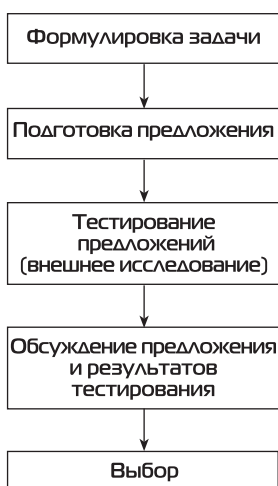 Формулировка задачи
Подготовка предложения
Тестирование
предложений
(внешнее исследование)
Обсуждение предложения
и результатов
тестирования
Выбор